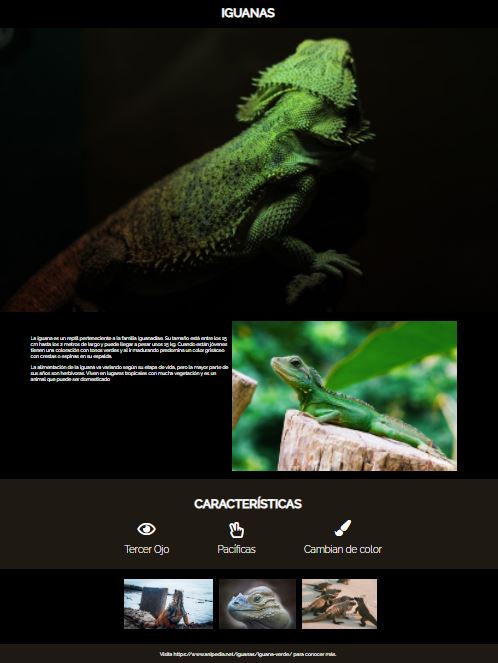 IGUANAS
La iguana es un reptil perteneciente a la familia Iguanadias. Su tamaño está entre los 15
cm hasta los 2 metros de largo y puede llegar a pesar unos 15 kg. Cuando están jóvenes
tienen una coloración con tonos verdes y al ir madurando predomina un color grisáceo
con crestas o espinas en su espalda.
La alimentación de la iguana va variando según su etapa de vida, pero la mayor parte de
sus años son herbívoras. Viven en lugares tropicales con mucha vegetación y es un
animal que puede ser domesticado
CARACTERÍSTICAS
Tercer Ojo
Pacíficas
Cambian de color
Visita https://www.anipedia.net/iguanas/iguana-verde/ para conocer más.